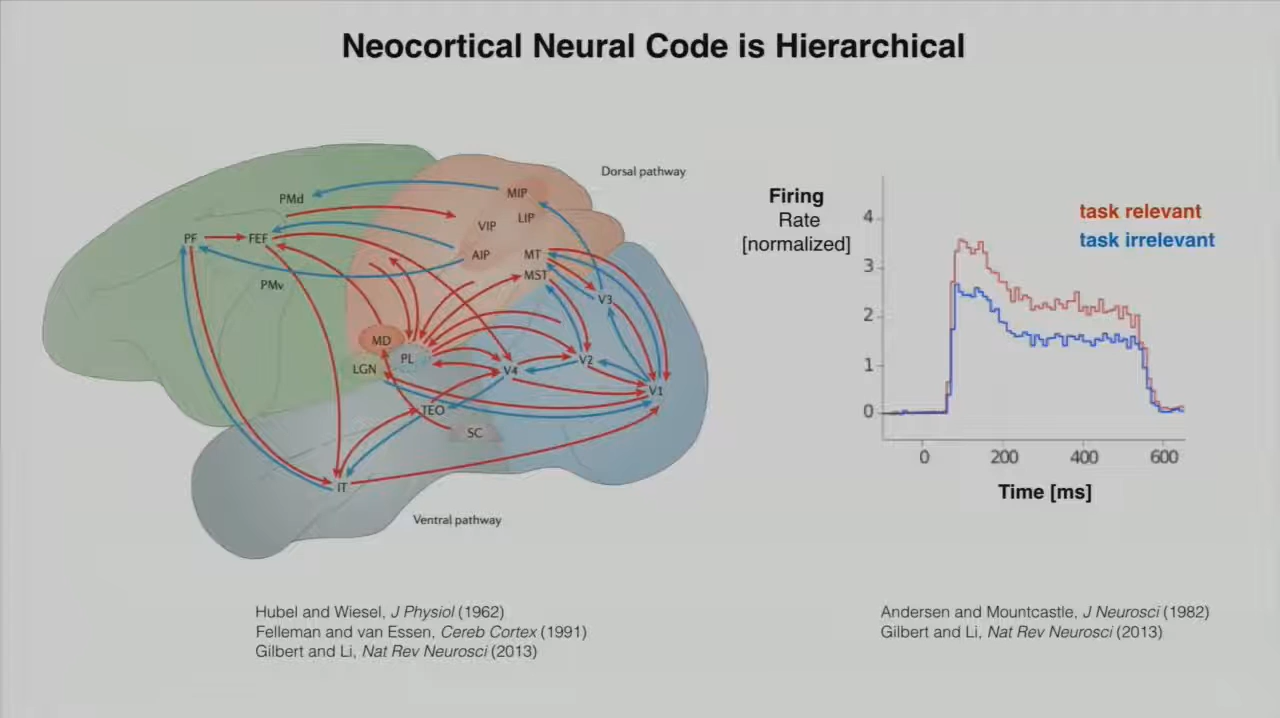 Neocortical Neural Code is Hierarchical
Dorsal pathway
PMd
MIP
LIP
VIP
PF
FEF
AIP
MT
MST
PMv
V3
MD
PL
LGN
V4
V2
V1
TEO
SC
IT
Ventral pathway
Firing
Rate
[normalized]
4
3
2
1
0
task relevant
task irrelevant
0 200 400 600
Time [ms]
Hubel and Wiesel, J Physiol (1962)
Felleman and van Essen, Cereb Cortex (1991)
Gilbert and Li, Nat Rev Neurosci (2013)
Andersen and Mountcastle, J Neurosci (1982)
Gilbert and Li, Nat Rev Neurosci (2013)